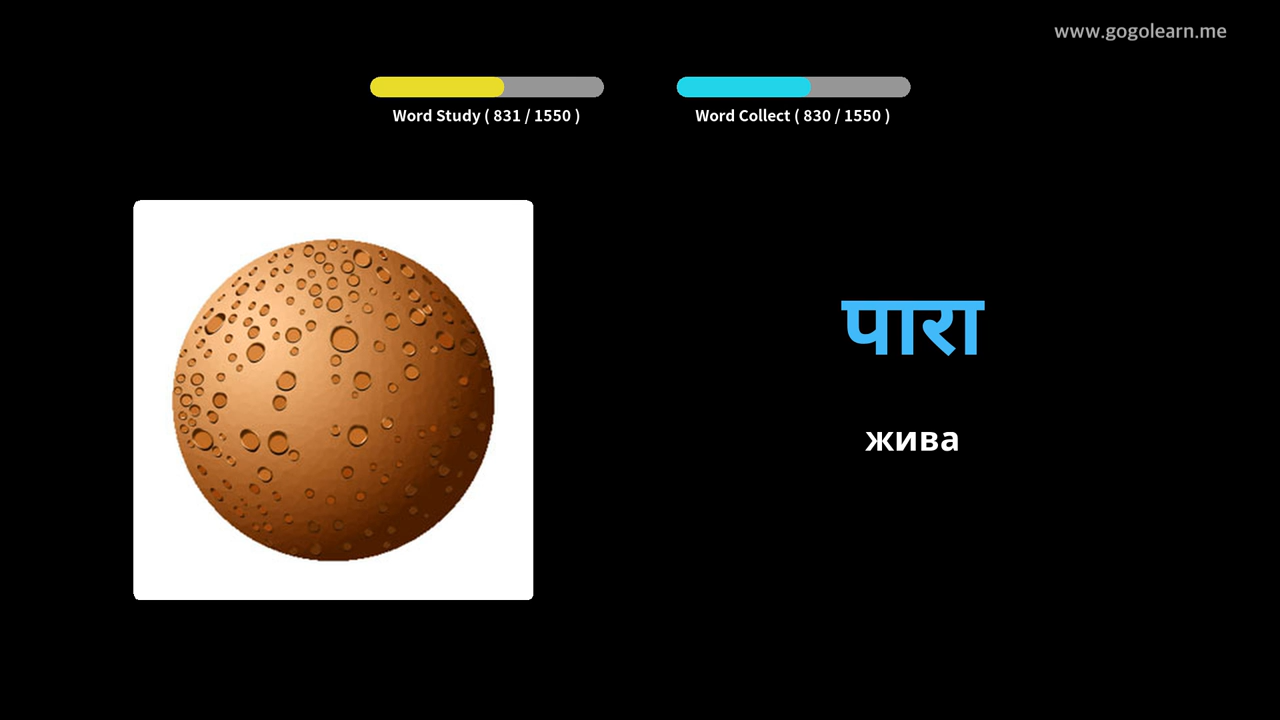 www.gogolearn.me
Word Study ( 831 / 1550 )
Word Collect ( 830 / 1550 )
पारा
жива